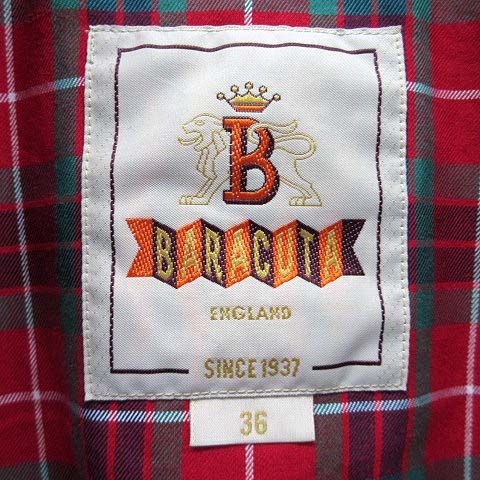 B
BARACUTA
ENGLAND
SINCE 1937
36